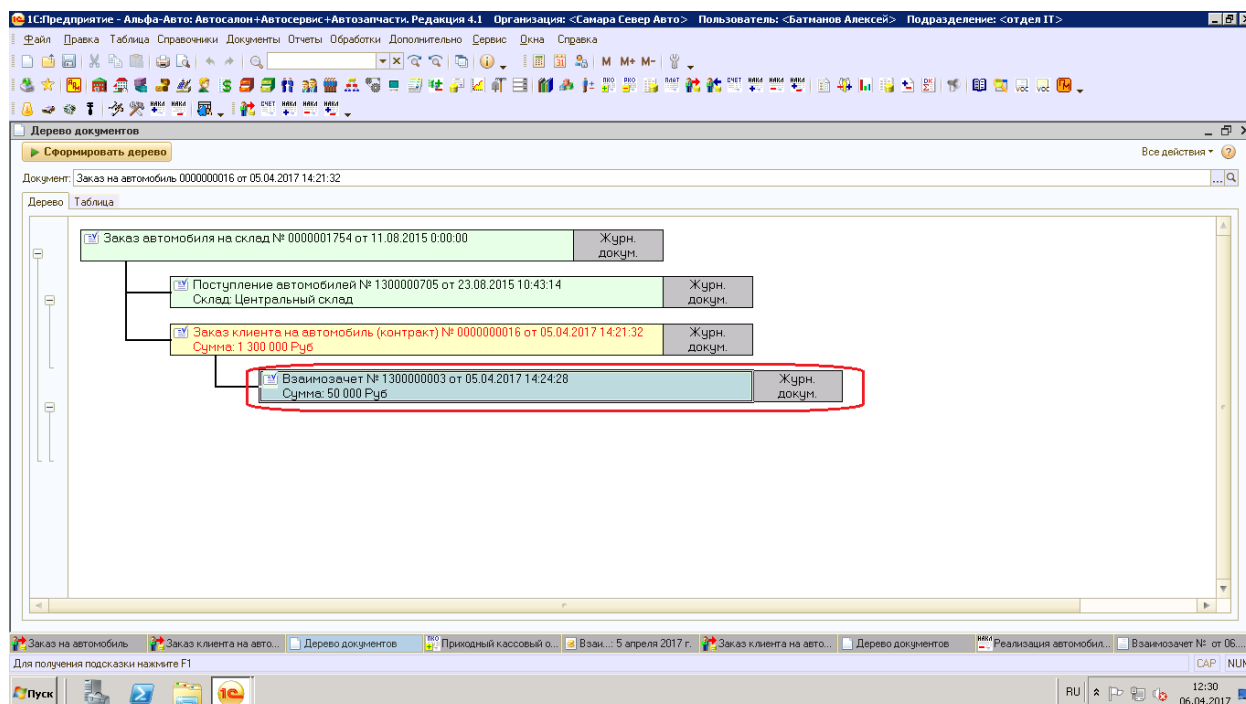 1С:Предприятие - Альфа-Авто: Автосалон+Автосервис+Автозапчасти. Редакция 4.1 Организация: <Самара Север Авто> Пользователь: <Батманов Алексей> Подразделение: <отдел IT>
Файл Правка Таблица Справочники Документы Отчеты Обработки Дополнительно Сервис Окна Справка
M M+ M-
Дерево документов
Сформировать дерево Все действия
Документ: Заказ на автомобиль 0000000016 от 05.04.2017 14:21:32
Дерево Таблица
Заказ автомобиля на склад № 0000001754 от 11.08.2015 0:00:00 Журн.
докум.
Поступление автомобилей № 1300000705 от 23.08.2015 10:43:14 Журн.
Склад: Центральный склад докум.
Заказ клиента на автомобиль (контракт) № 0000000016 от 05.04.2017 14:21:32 Журн.
Сумма: 1 300 000 Руб докум.
Взаимозачет № 1300000003 от 05.04.2017 14:24:28 Журн.
Сумма: 50 000 Руб докум.
Заказ на автомобиль Заказ клиента на авто... Дерево документов Приходный кассовый о... Взаи...: 5 апреля 2017 г. Заказ клиента на авто... Дерево документов Реализация автомобил... Взаимозачет № от 06....
Для получения подсказки нажмите F1 CAP NUM
Пуск RU 12:30
06.04.2017